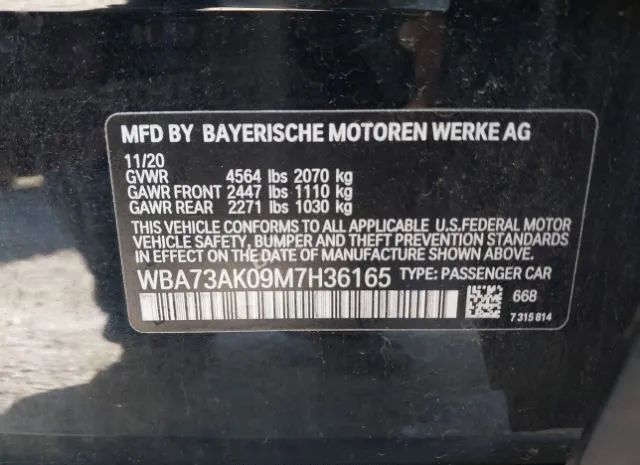 MFD BY BAYERISCHE MOTOREN WERKE AG
11/20
GVWR 4564 lbs 2070 kg
GAWR FRONT 2447 lbs 1110 kg
GAWR REAR 2271 lbs 1030 kg
THIS VEHICLE CONFORMS TO ALL APPLICABLE U.S.FEDERAL MOTOR
VEHICLE SAFETY, BUMPER AND THEFT PREVENTION STANDARDS
IN EFFECT ON THE DATE OF MANUFACTURE SHOWN ABOVE.
WBA73AK09M7H36165 TYPE: PASSENGER CAR
668
7 315 814